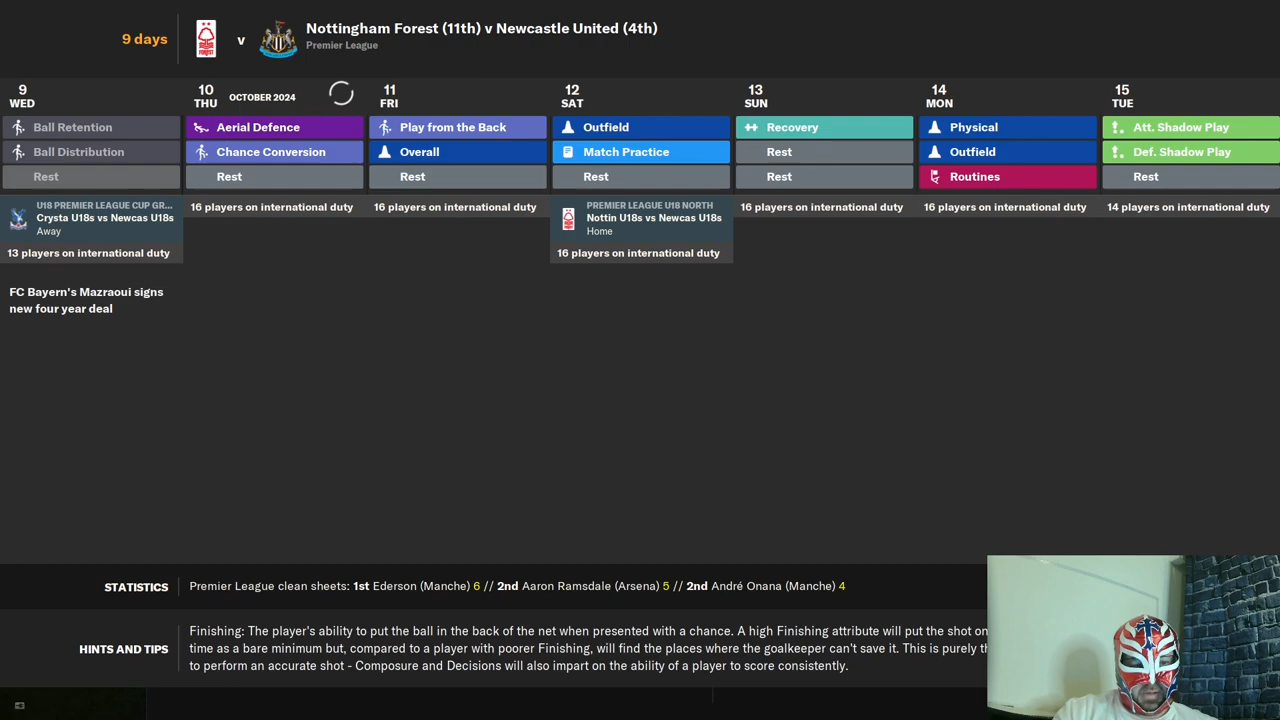 9 days
v
Nottingham Forest (11th) v Newcastle United (4th)
Premier League
9
WED
10
THU
OCTOBER 2024
11
FRI
12
SAT
13
SUN
14
MON
15
TUE
Ball Retention
Aerial Defence
Play from the Back
Outfield
Recovery
Physical
Att. Shadow Play
Ball Distribution
Chance Conversion
Overall
Match Practice
Rest
Outfield
Def. Shadow Play
Rest
Rest
Rest
Rest
Rest
Routines
Rest
U18 PREMIER LEAGUE CUP GR...
Crysta U18s vs Newcas U18s
Away
13 players on international duty
16 players on international duty
16 players on international duty
PREMIER LEAGUE U18 NORTH
Nottin U18s vs Newcas U18s
Home
16 players on international duty
16 players on international duty
16 players on international duty
14 players on international duty
FC Bayern's Mazraoui signs
new four year deal
STATISTICS
Premier League clean sheets: 1st Ederson (Manche) 6 // 2nd Aaron Ramsdale (Arsena) 5 // 2nd André Onana (Manche) 4
HINTS AND TIPS
Finishing: The player's ability to put the ball in the back of the net when presented with a chance. A high Finishing attribute will put the shot on
time as a bare minimum but, compared to a player with poorer Finishing, will find the places where the goalkeeper can't save it. This is purely
to perform an accurate shot - Composure and Decisions will also impart on the ability of a player to score consistently.